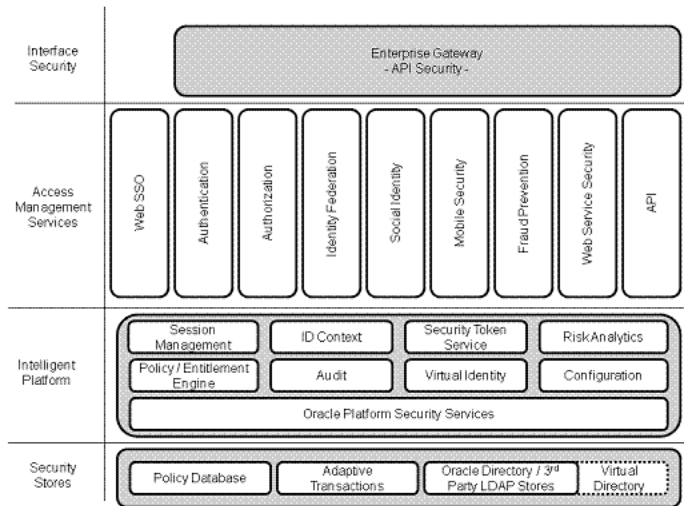 Interface
Security
Enterprise Gateway
- API Security -
Access
Management
Services
Web SSO
Authentication
Authorization
Identity Federation
Social Identity
Mobile Security
Fraud Prevention
Web Service Security
API
Intelligent
Platform
Session
Management
ID Context
Security Token
Service
Risk Analytics
Policy / Entitlement
Engine
Audit
Virtual Identity
Configuration
Oracle Platform Security Services
Security
Stores
Policy Database
Adaptive
Transactions
Oracle Directory / 3rd
Party LDAP Stores
Virtual
Directory